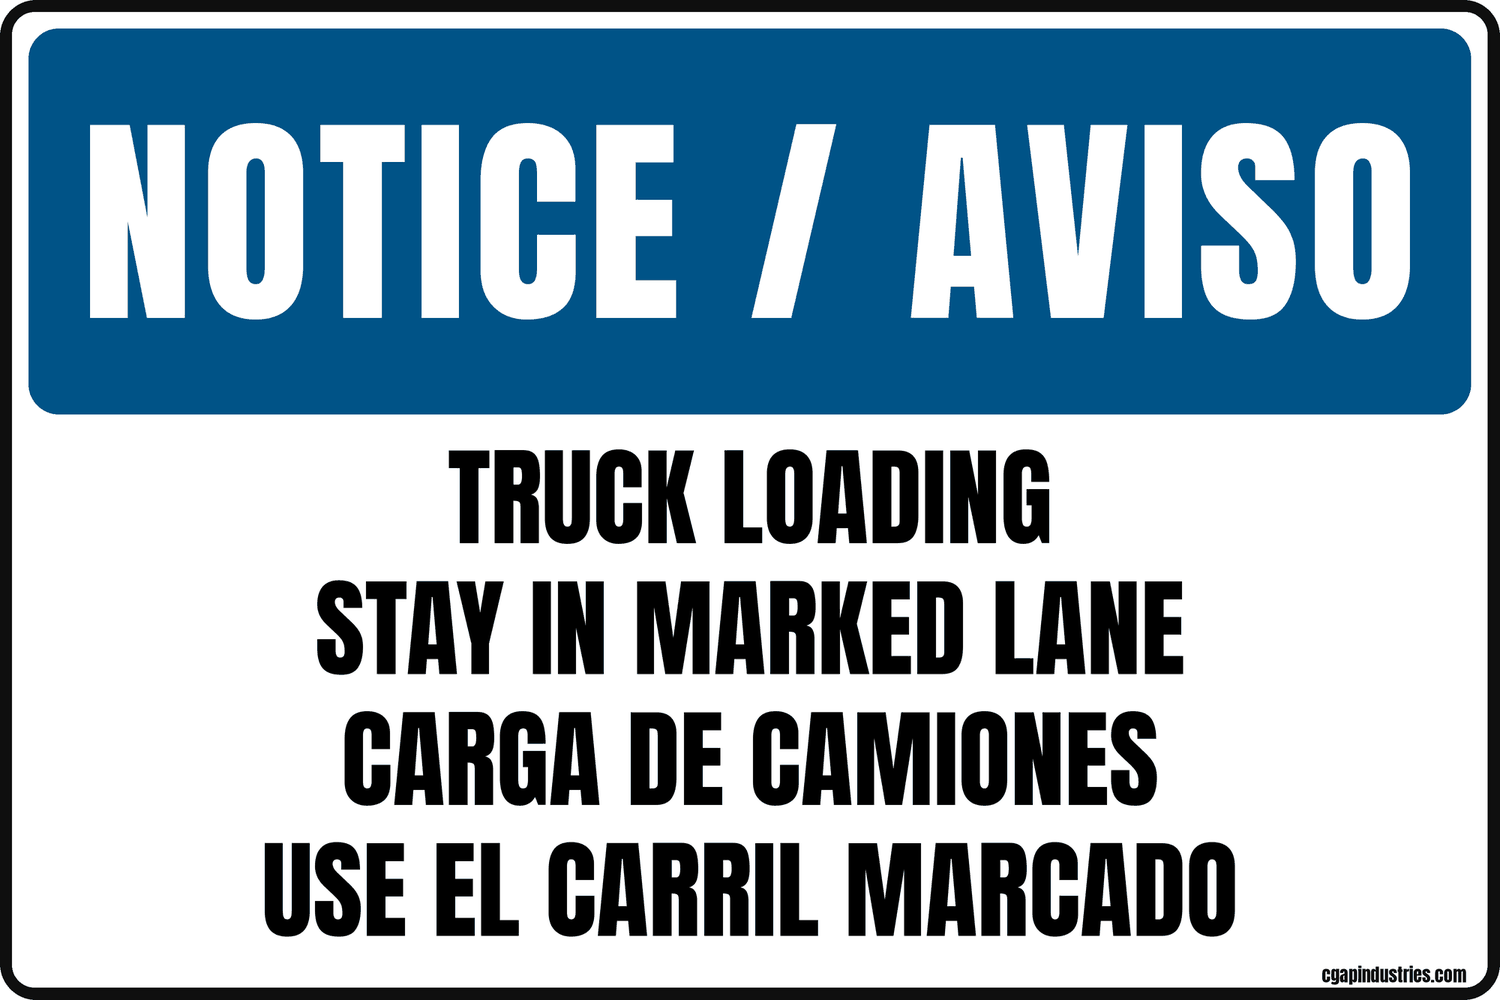 NOTICE / AVISO
TRUCK LOADING
STAY IN MARKED LANE
CARGA DE CAMIONES
USE EL CARRIL MARCADO
cgapindustries.com